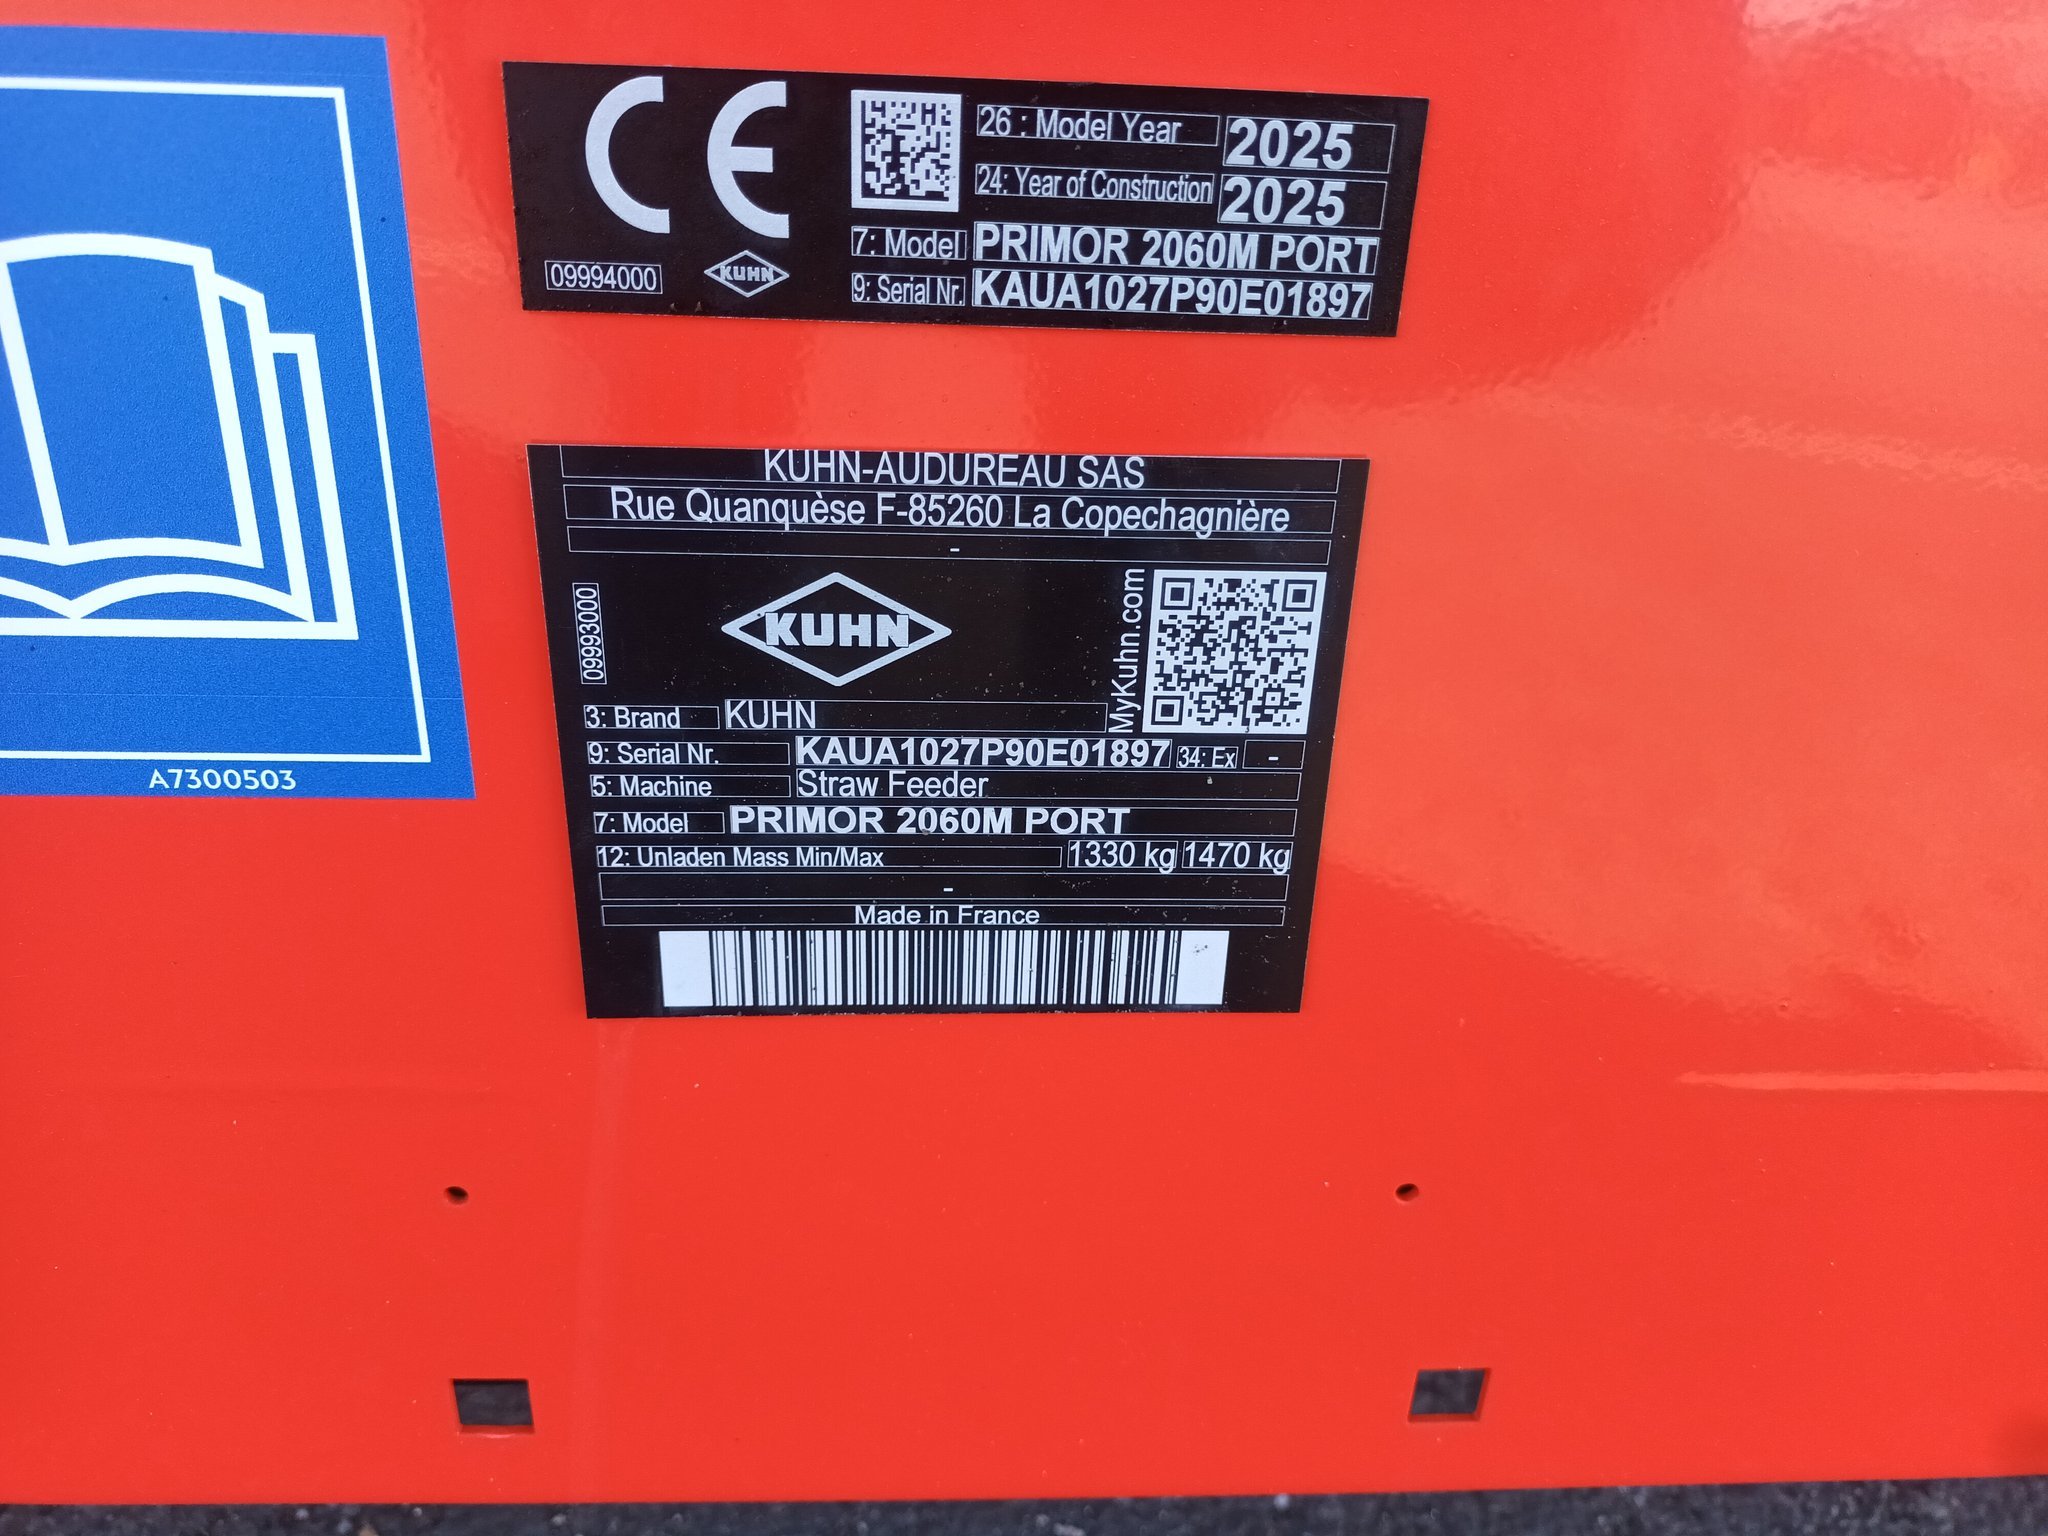 CE
26 : Model Year 2025
24: Year of Construction 2025
7: Model PRIMOR 2060M PORT
9: Serial Nr. KAUA1027P90E01897
09994000
KUHN
A7300503
KUHN-AUDUREAU SAS
Rue Quanquèse F-85260 La Copechagnière
-
09993000
KUHN
MyKuhn.com
3: Brand KUHN
9: Serial Nr. KAUA1027P90E01897 34: Ex -
5: Machine Straw Feeder
7: Model PRIMOR 2060M PORT
12: Unladen Mass Min/Max 1330 kg 1470 kg
-
Made in France